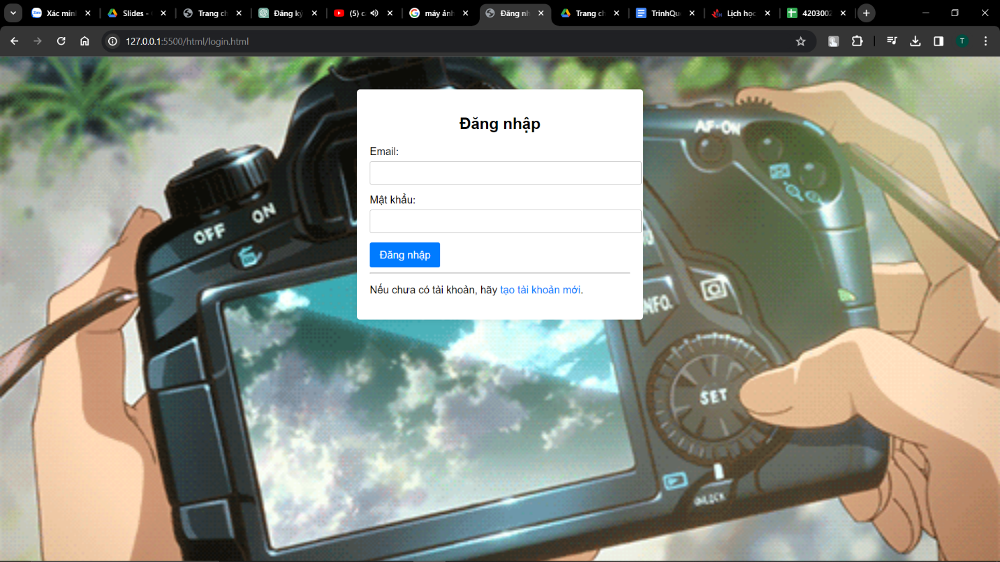 Xác minh
Slides - 
Trang ch
Đăng ký
(5) c
máy ảnh
Đăng nh
Trang ch
TrinhQu
Lịch học
4203002
127.0.0.1:5500/html/login.html
T
Đăng nhập
Email:
Mật khẩu:
Đăng nhập
Nếu chưa có tài khoản, hãy tạo tài khoản mới.
AF-ON
OFF
ON
INFO.
SET
UNLOCK